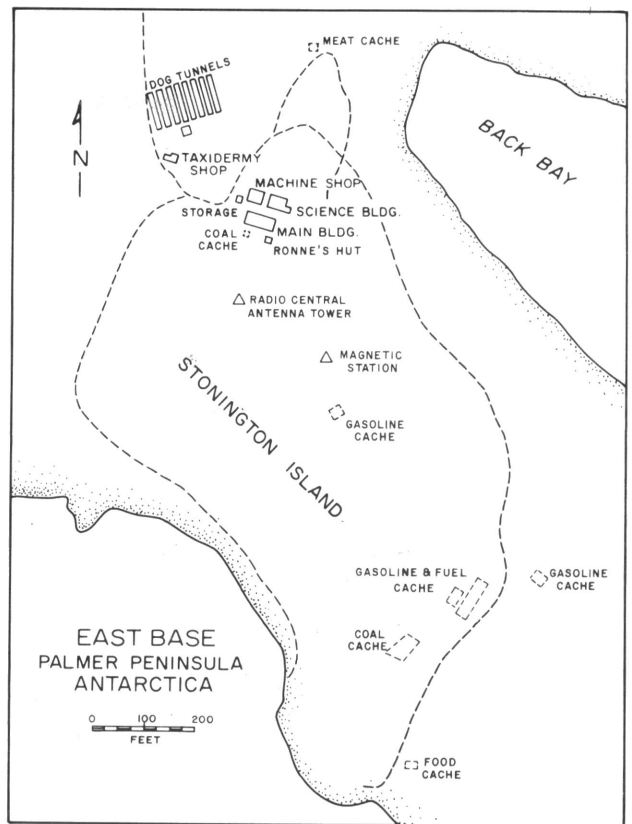 MEAT CACHE
DOG TUNNELS
BACK BAY
N
TAXIDERMY
SHOP
MACHINE SHOP
STORAGE
SCIENCE BLDG.
COAL
CACHE
MAIN BLDG.
RONNE'S HUT
RADIO CENTRAL
ANTENNA TOWER
MAGNETIC
STATION
STONINGTON ISLAND
GASOLINE
CACHE
GASOLINE & FUEL
CACHE
GASOLINE
CACHE
COAL
CACHE
EAST BASE
PALMER PENINSULA
ANTARCTICA
0 100 200
FEET
FOOD
CACHE